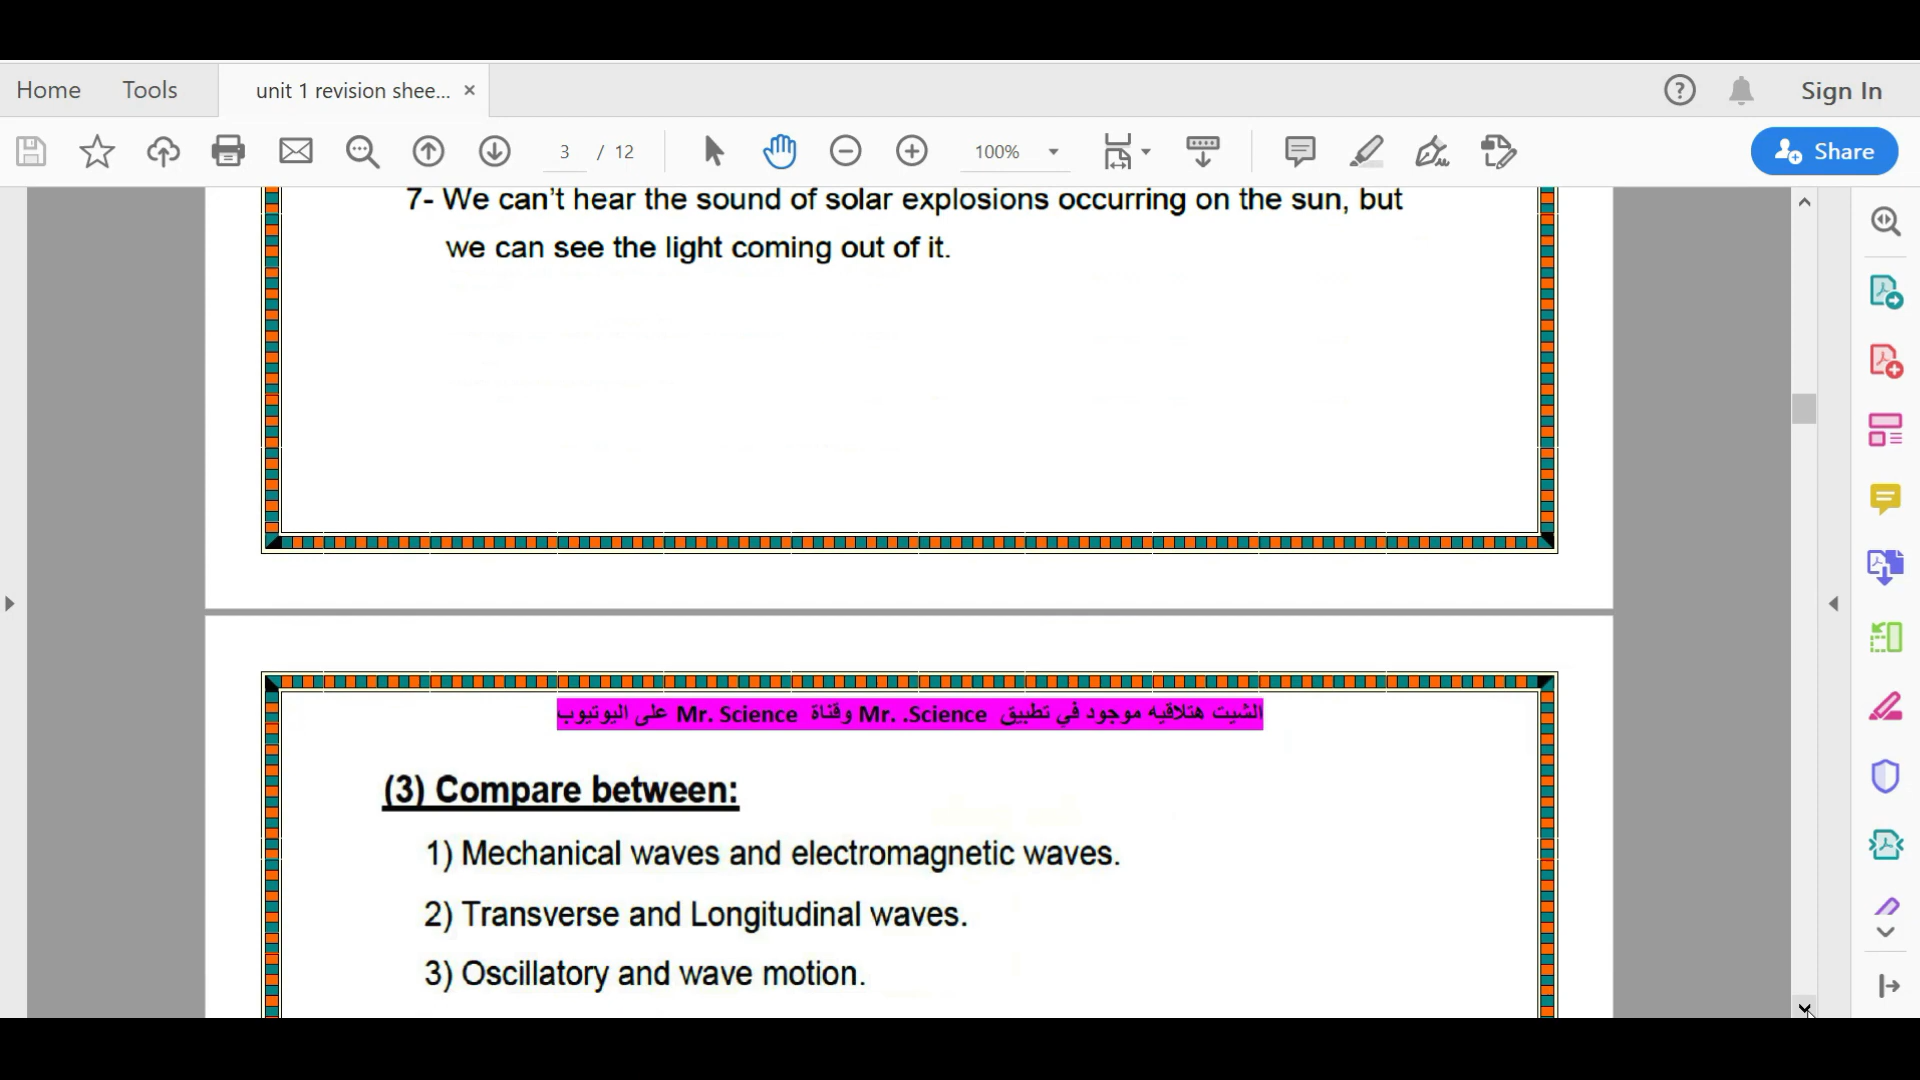 Home Tools unit 1 revision shee... × Sign In
3 / 12 100% Share
7- We can’t hear the sound of solar explosions occurring on the sun, but
we can see the light coming out of it.
الشيت هتلاقيه موجود في تطبيق Mr. .Science وقناة Mr. Science على اليوتيوب
(3) Compare between:
1) Mechanical waves and electromagnetic waves.
2) Transverse and Longitudinal waves.
3) Oscillatory and wave motion.